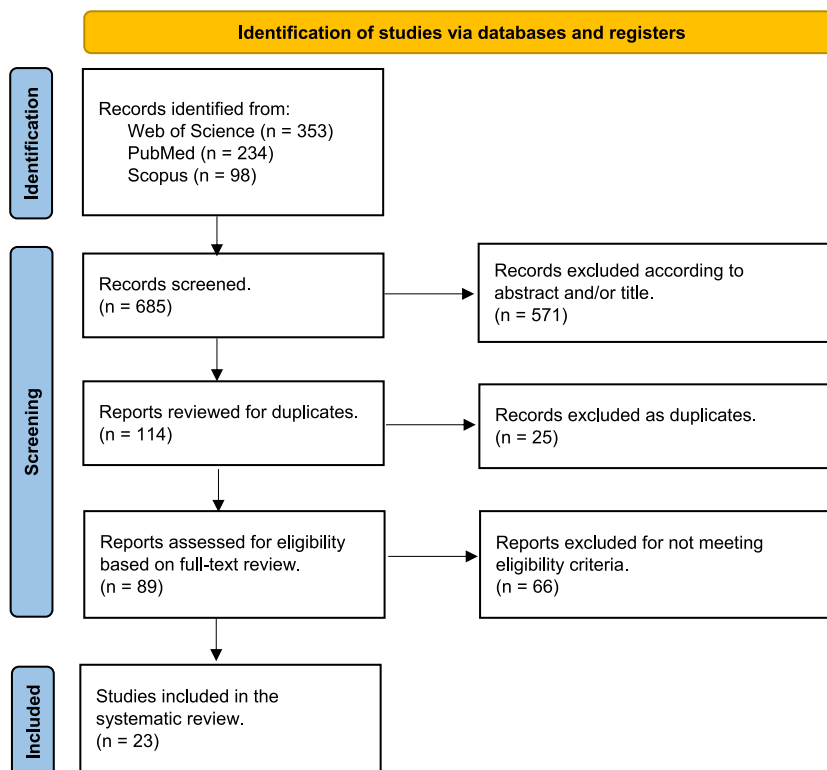 Identification of studies via databases and registers
Identification
Records identified from:
Web of Science (n = 353)
PubMed (n = 234)
Scopus (n = 98)
Screening
Records screened.
(n = 685)
Records excluded according to
abstract and/or title.
(n = 571)
Reports reviewed for duplicates.
(n = 114)
Records excluded as duplicates.
(n = 25)
Reports assessed for eligibility
based on full-text review.
(n = 89)
Reports excluded for not meeting
eligibility criteria.
(n = 66)
Included
Studies included in the
systematic review.
(n = 23)